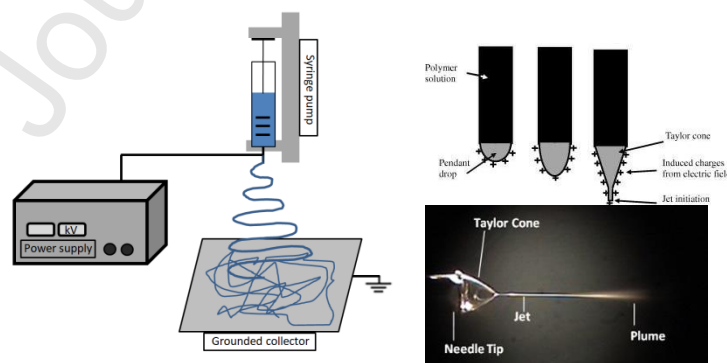 Jou
Syringe pump
kV
Power supply
Grounded collector
Polymer
solution
Pendant
drop
Taylor cone
Induced charges
from electric field
Jet initiation
Taylor Cone
Jet
Needle Tip
Plume